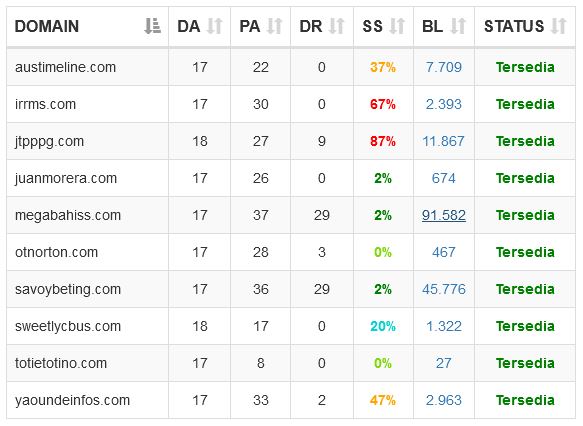 DOMAIN DA PA DR SS BL STATUS
austimeline.com 17 22 0 37% 7.709 Tersedia
irrms.com 17 30 0 67% 2.393 Tersedia
jtpppg.com 18 27 9 87% 11.867 Tersedia
juanmorera.com 17 26 0 2% 674 Tersedia
megabahiss.com 17 37 29 2% 91.582 Tersedia
otnorton.com 17 28 3 0% 467 Tersedia
savoybeting.com 17 36 29 2% 45.776 Tersedia
sweetlycbus.com 18 17 0 20% 1.322 Tersedia
totietotino.com 17 8 0 0% 27 Tersedia
yaoundeinfos.com 17 33 2 47% 2.963 Tersedia